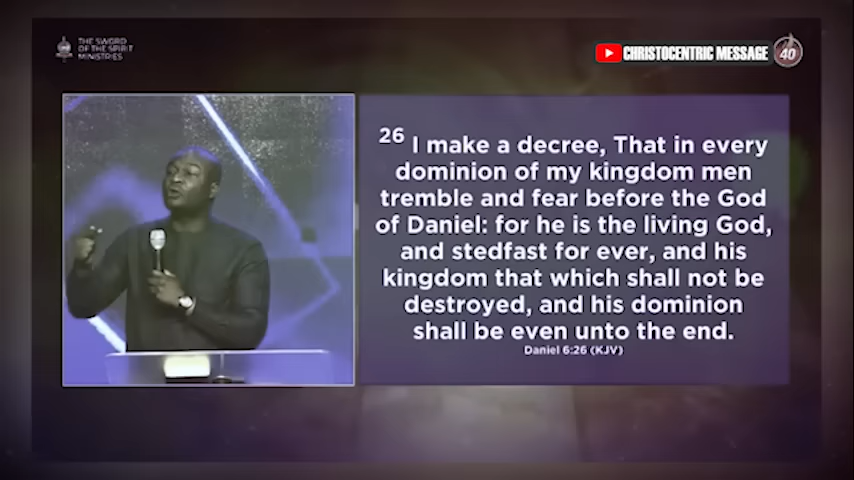 THE SWORD
OF THE SPIRIT
MINISTRIES
CHRISTOCENTRIC MESSAGE
40
26 I make a decree, That in every
dominion of my kingdom men
tremble and fear before the God
of Daniel: for he is the living God,
and stedfast for ever, and his
kingdom that which shall not be
destroyed, and his dominion
shall be even unto the end.
Daniel 6:26 (KJV)